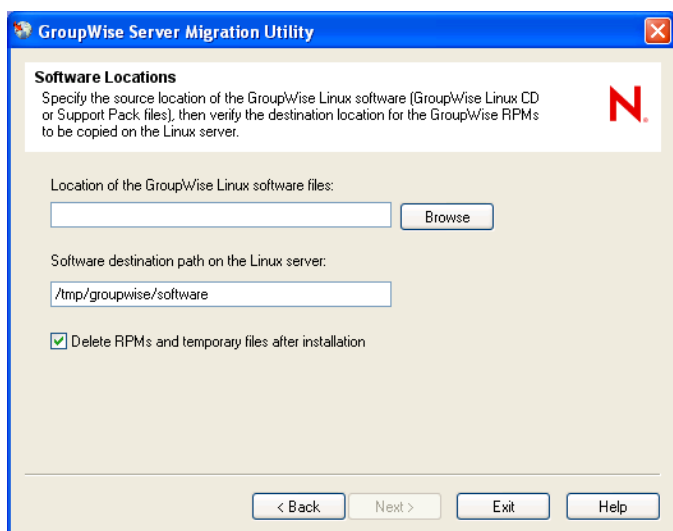 GroupWise Server Migration Utility
Software Locations
Specify the source location of the GroupWise Linux software (GroupWise Linux CD
or Support Pack files), then verify the destination location for the GroupWise RPMs
to be copied on the Linux server.
N.
Location of the GroupWise Linux software files:
Browse
Software destination path on the Linux server:
/tmp/groupwise/software
Delete RPMs and temporary files after installation
< Back Next > Exit Help